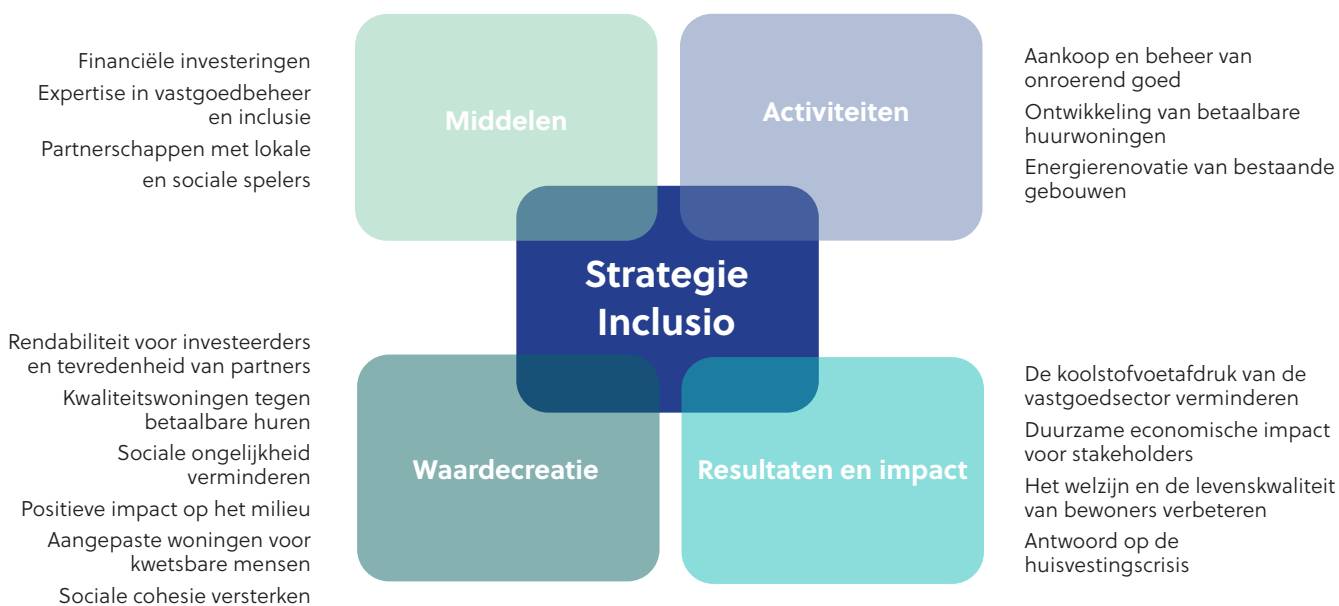 Financiële investeringen
Expertise in vastgoedbeheer
en inclusie
Partnerschappen met lokale
en sociale spelers
Middelen
Activiteiten
Aankoop en beheer van
onroerend goed
Ontwikkeling van betaalbare
huurwoningen
Energierenovatie van bestaande
gebouwen
Strategie
Inclusio
Rendabiliteit voor investeerders
en tevredenheid van partners
Kwaliteitswoningen tegen
betaalbare huren
Sociale ongelijkheid
verminderen
Positieve impact op het milieu
Aangepaste woningen voor
kwetsbare mensen
Sociale cohesie versterken
Waardecreatie
Resultaten en impact
De koolstofvoetafdruk van de
vastgoedsector verminderen
Duurzame economische impact
voor stakeholders
Het welzijn en de levenskwaliteit
van bewoners verbeteren
Antwoord op de
huisvestingscrisis